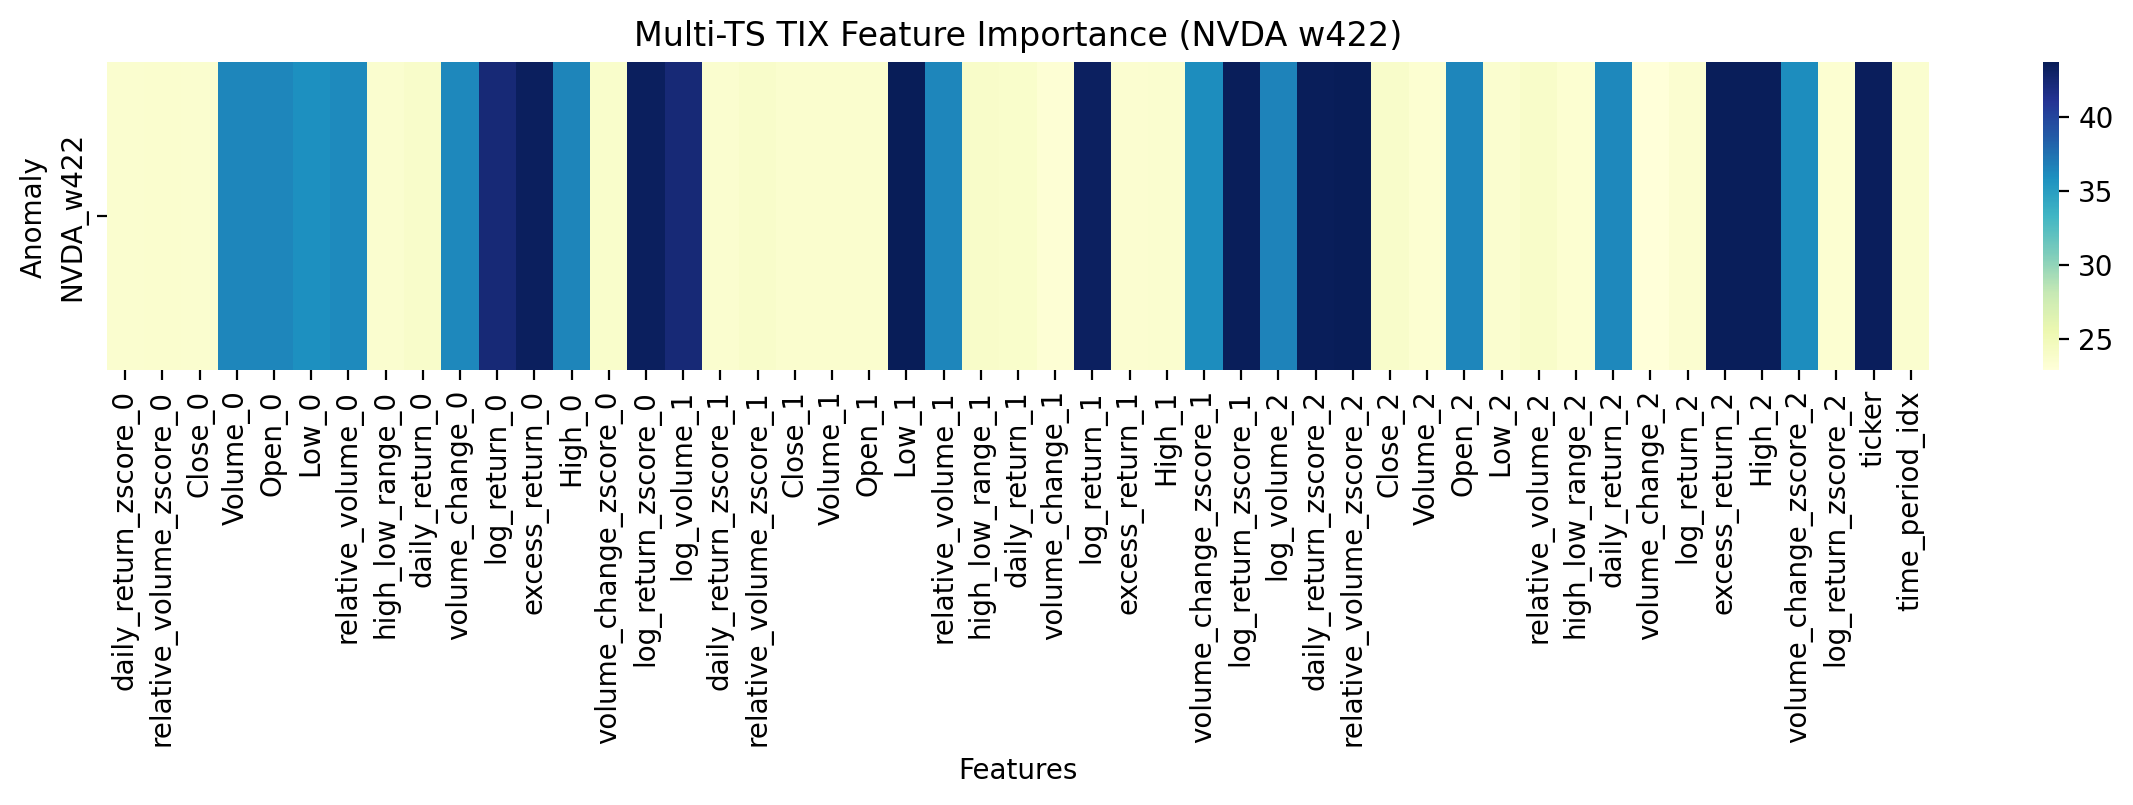 Multi-TS TIX Feature Importance (NVDA w422)
Anomaly
NVDA_w422
40
35
30
25
daily_return_zscore_0
relative_volume_zscore_0
Close_0
Volume_0
Open_0
Low_0
relative_volume_0
high_low_range_0
daily_return_0
volume_change_0
log_return_0
excess_return_0
High_0
volume_change_zscore_0
log_return_zscore_0
log_volume_1
daily_return_zscore_1
relative_volume_zscore_1
Close_1
Volume_1
Open_1
Low_1
relative_volume_1
high_low_range_1
daily_return_1
volume_change_1
log_return_1
excess_return_1
High_1
volume_change_zscore_1
log_return_zscore_1
log_volume_2
daily_return_zscore_2
relative_volume_zscore_2
Close_2
Volume_2
Open_2
Low_2
relative_volume_2
high_low_range_2
daily_return_2
volume_change_2
log_return_2
excess_return_2
High_2
volume_change_zscore_2
log_return_zscore_2
ticker
time_period_idx
Features